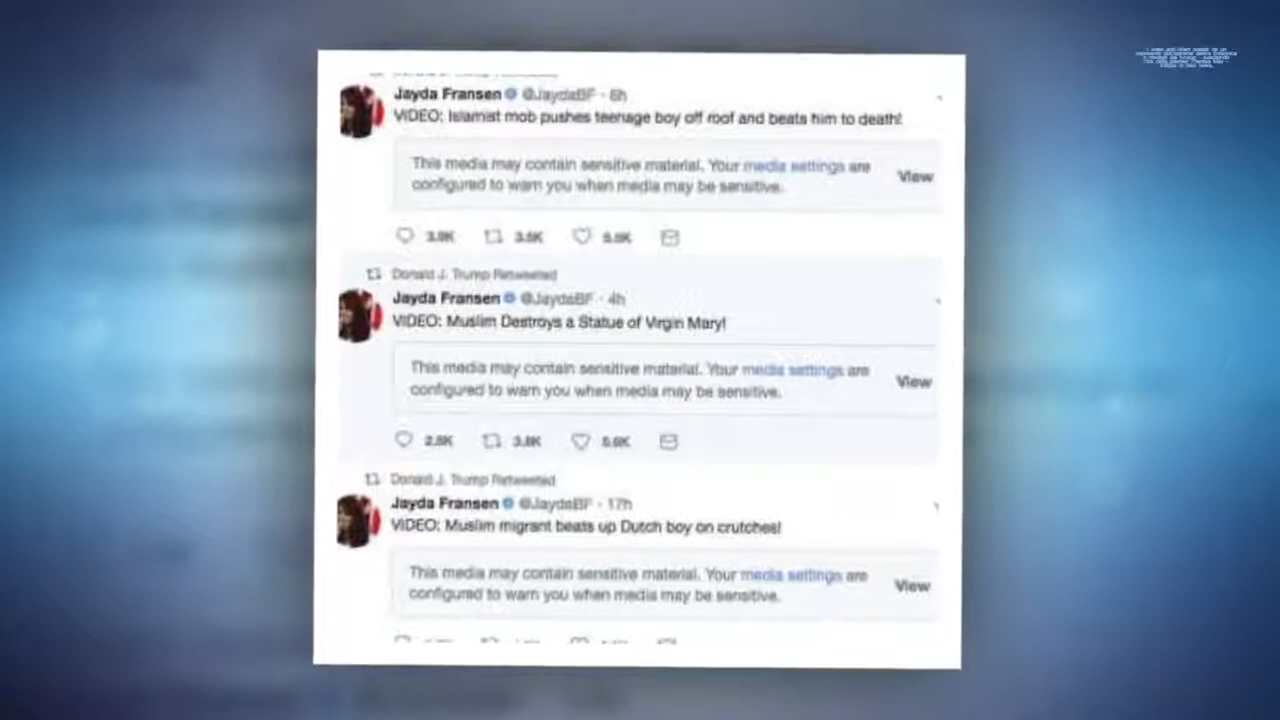 Jayda Fransen @JaydaBF · 6h
VIDEO: Islamist mob pushes teenage boy off roof and beats him to death!
This media may contain sensitive material. Your media settings are
configured to warn you when media may be sensitive.
View
Donald J. Trump Retweeted
Jayda Fransen @JaydaBF · 4h
VIDEO: Muslim Destroys a Statue of Virgin Mary!
This media may contain sensitive material. Your media settings are
configured to warn you when media may be sensitive.
View
Donald J. Trump Retweeted
Jayda Fransen @JaydaBF · 17h
VIDEO: Muslim migrant beats up Dutch boy on crutches!
This media may contain sensitive material. Your media settings are
configured to warn you when media may be sensitive.
View